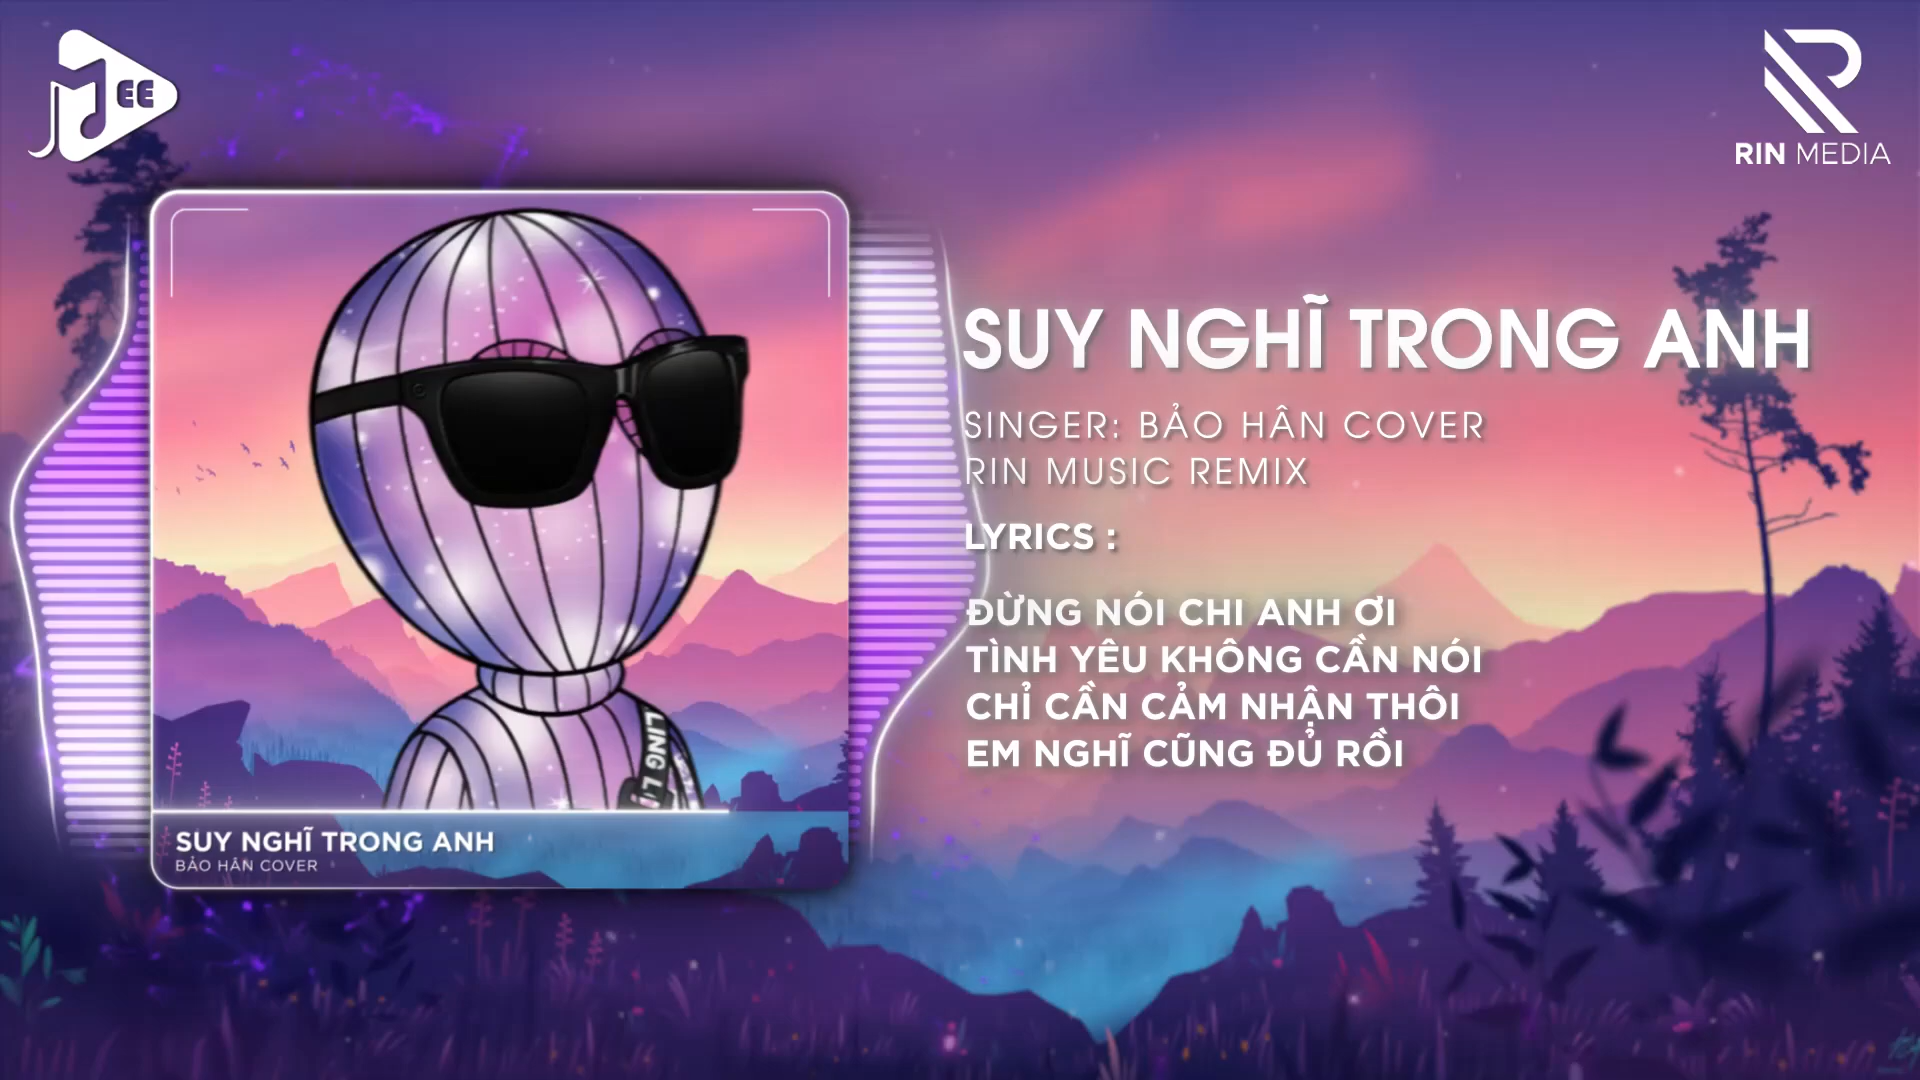 EE
RIN MEDIA
SUY NGHĨ TRONG ANH
SINGER: BẢO HÂN COVER
RIN MUSIC REMIX
LYRICS :
ĐỪNG NÓI CHI ANH ƠI
TÌNH YÊU KHÔNG CẦN NÓI
CHỈ CẦN CẢM NHẬN THÔI
EM NGHĨ CŨNG ĐỦ RỒI
LING L
SUY NGHĨ TRONG ANH
BẢO HÂN COVER